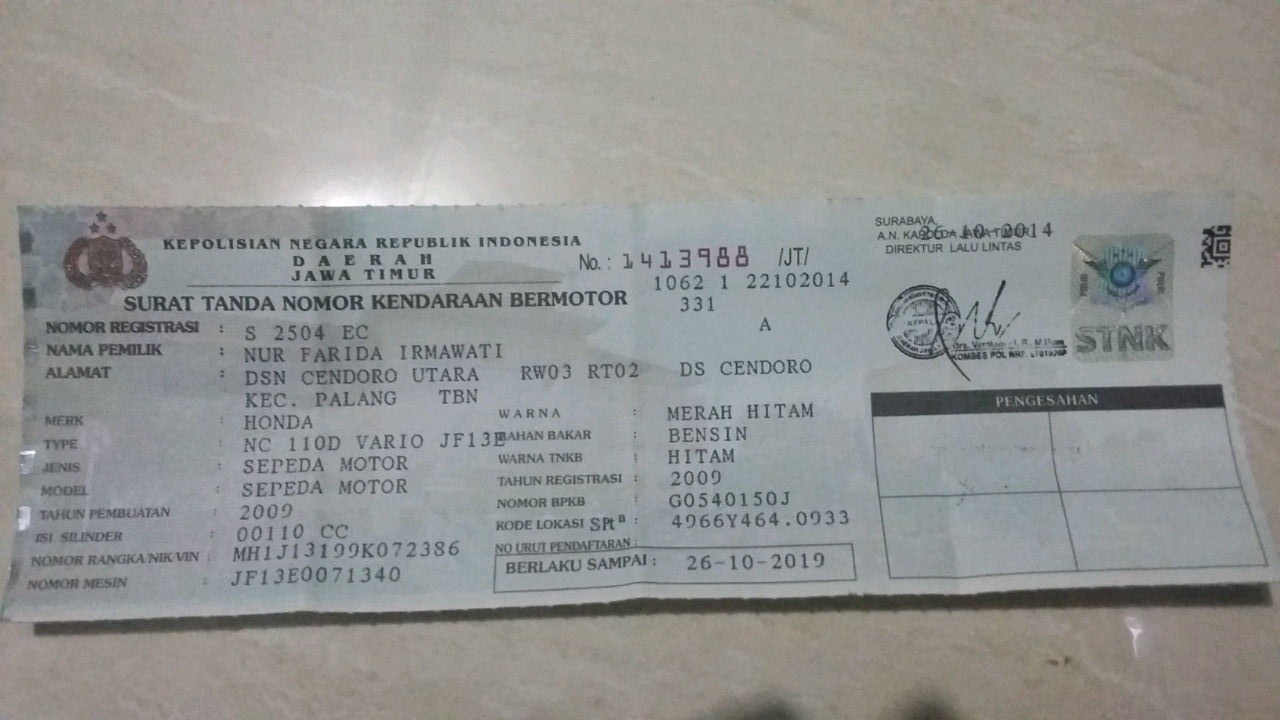 KEPOLISIAN NEGARA REPUBLIK INDONESIA
DAERAH
JAWA TIMUR
No.: 1413988 /JT/
1062 1 22102014
SURAT TANDA NOMOR KENDARAAN BERMOTOR
331
A
NOMOR REGISTRASI : S 2504 EC
NAMA PEMILIK : NUR FARIDA IRMAWATI
ALAMAT : DSN CENDORO UTARA RW03 RT02 DS CENDORO
KEC. PALANG TBN
MERK : HONDA
TYPE : NC 110D VARIO JF13E
JENIS : SEPEDA MOTOR
MODEL : SEPEDA MOTOR
TAHUN PEMBUATAN : 2009
ISI SILINDER : 00110 CC
NOMOR RANGKA/NIK/VIN : MH1J13199K072386
NOMOR MESIN : JF13E0071340
WARNA : MERAH HITAM
BAHAN BAKAR : BENSIN
WARNA TNKB : HITAM
TAHUN REGISTRASI : 2009
NOMOR BPKB : G0540150J
KODE LOKASI : 4966Y464.0933
NO URUT PENDAFTARAN :
BERLAKU SAMPAI : 26-10-2019
SURABAYA, 26-10-2014
A.N. KAPOLDA JAWA TIMUR
DIREKTUR LALU LINTAS
KOMBES POL NRP.
STNK
PENGESAHAN